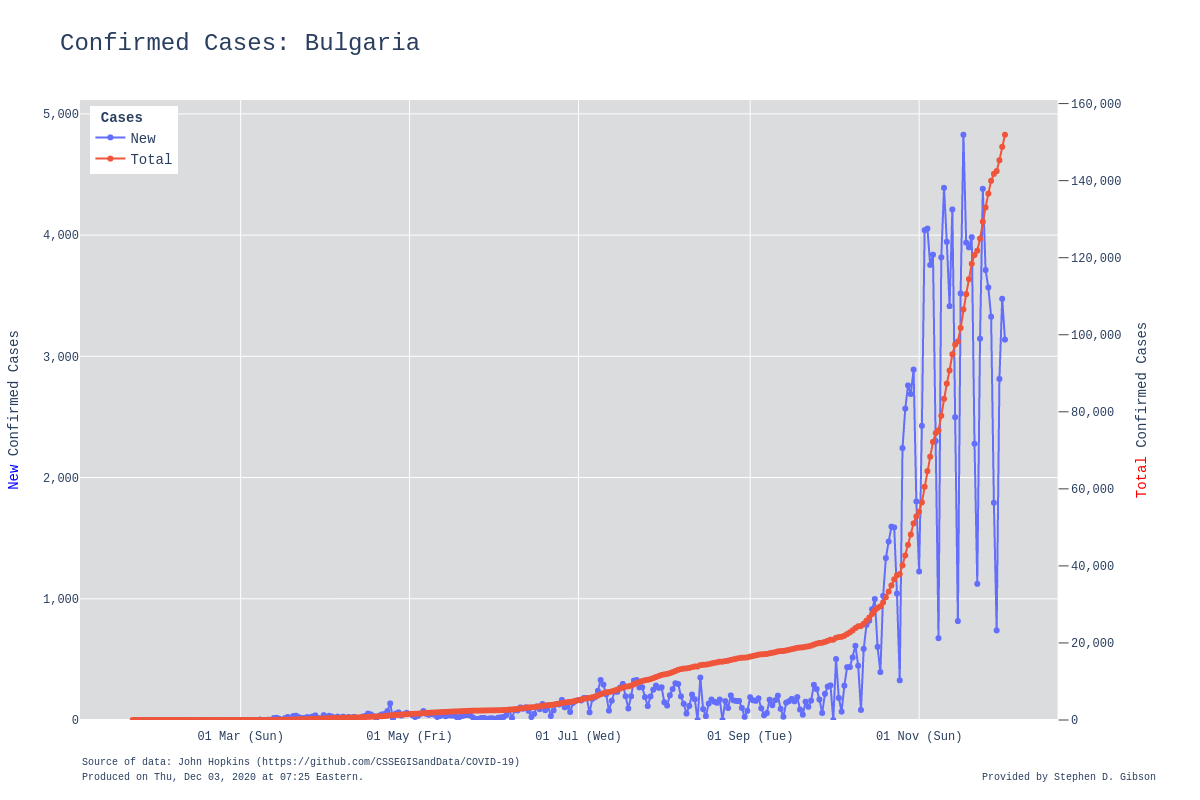 Confirmed Cases: Bulgaria
Cases
New
Total
5,000
4,000
3,000
2,000
1,000
0
160,000
140,000
120,000
100,000
80,000
60,000
40,000
20,000
0
New Confirmed Cases
Total Confirmed Cases
01 Mar (Sun)
01 May (Fri)
01 Jul (Wed)
01 Sep (Tue)
01 Nov (Sun)
Source of data: John Hopkins (https://github.com/CSSEGISandData/COVID-19)
Produced on Thu, Dec 03, 2020 at 07:25 Eastern.
Provided by Stephen D. Gibson